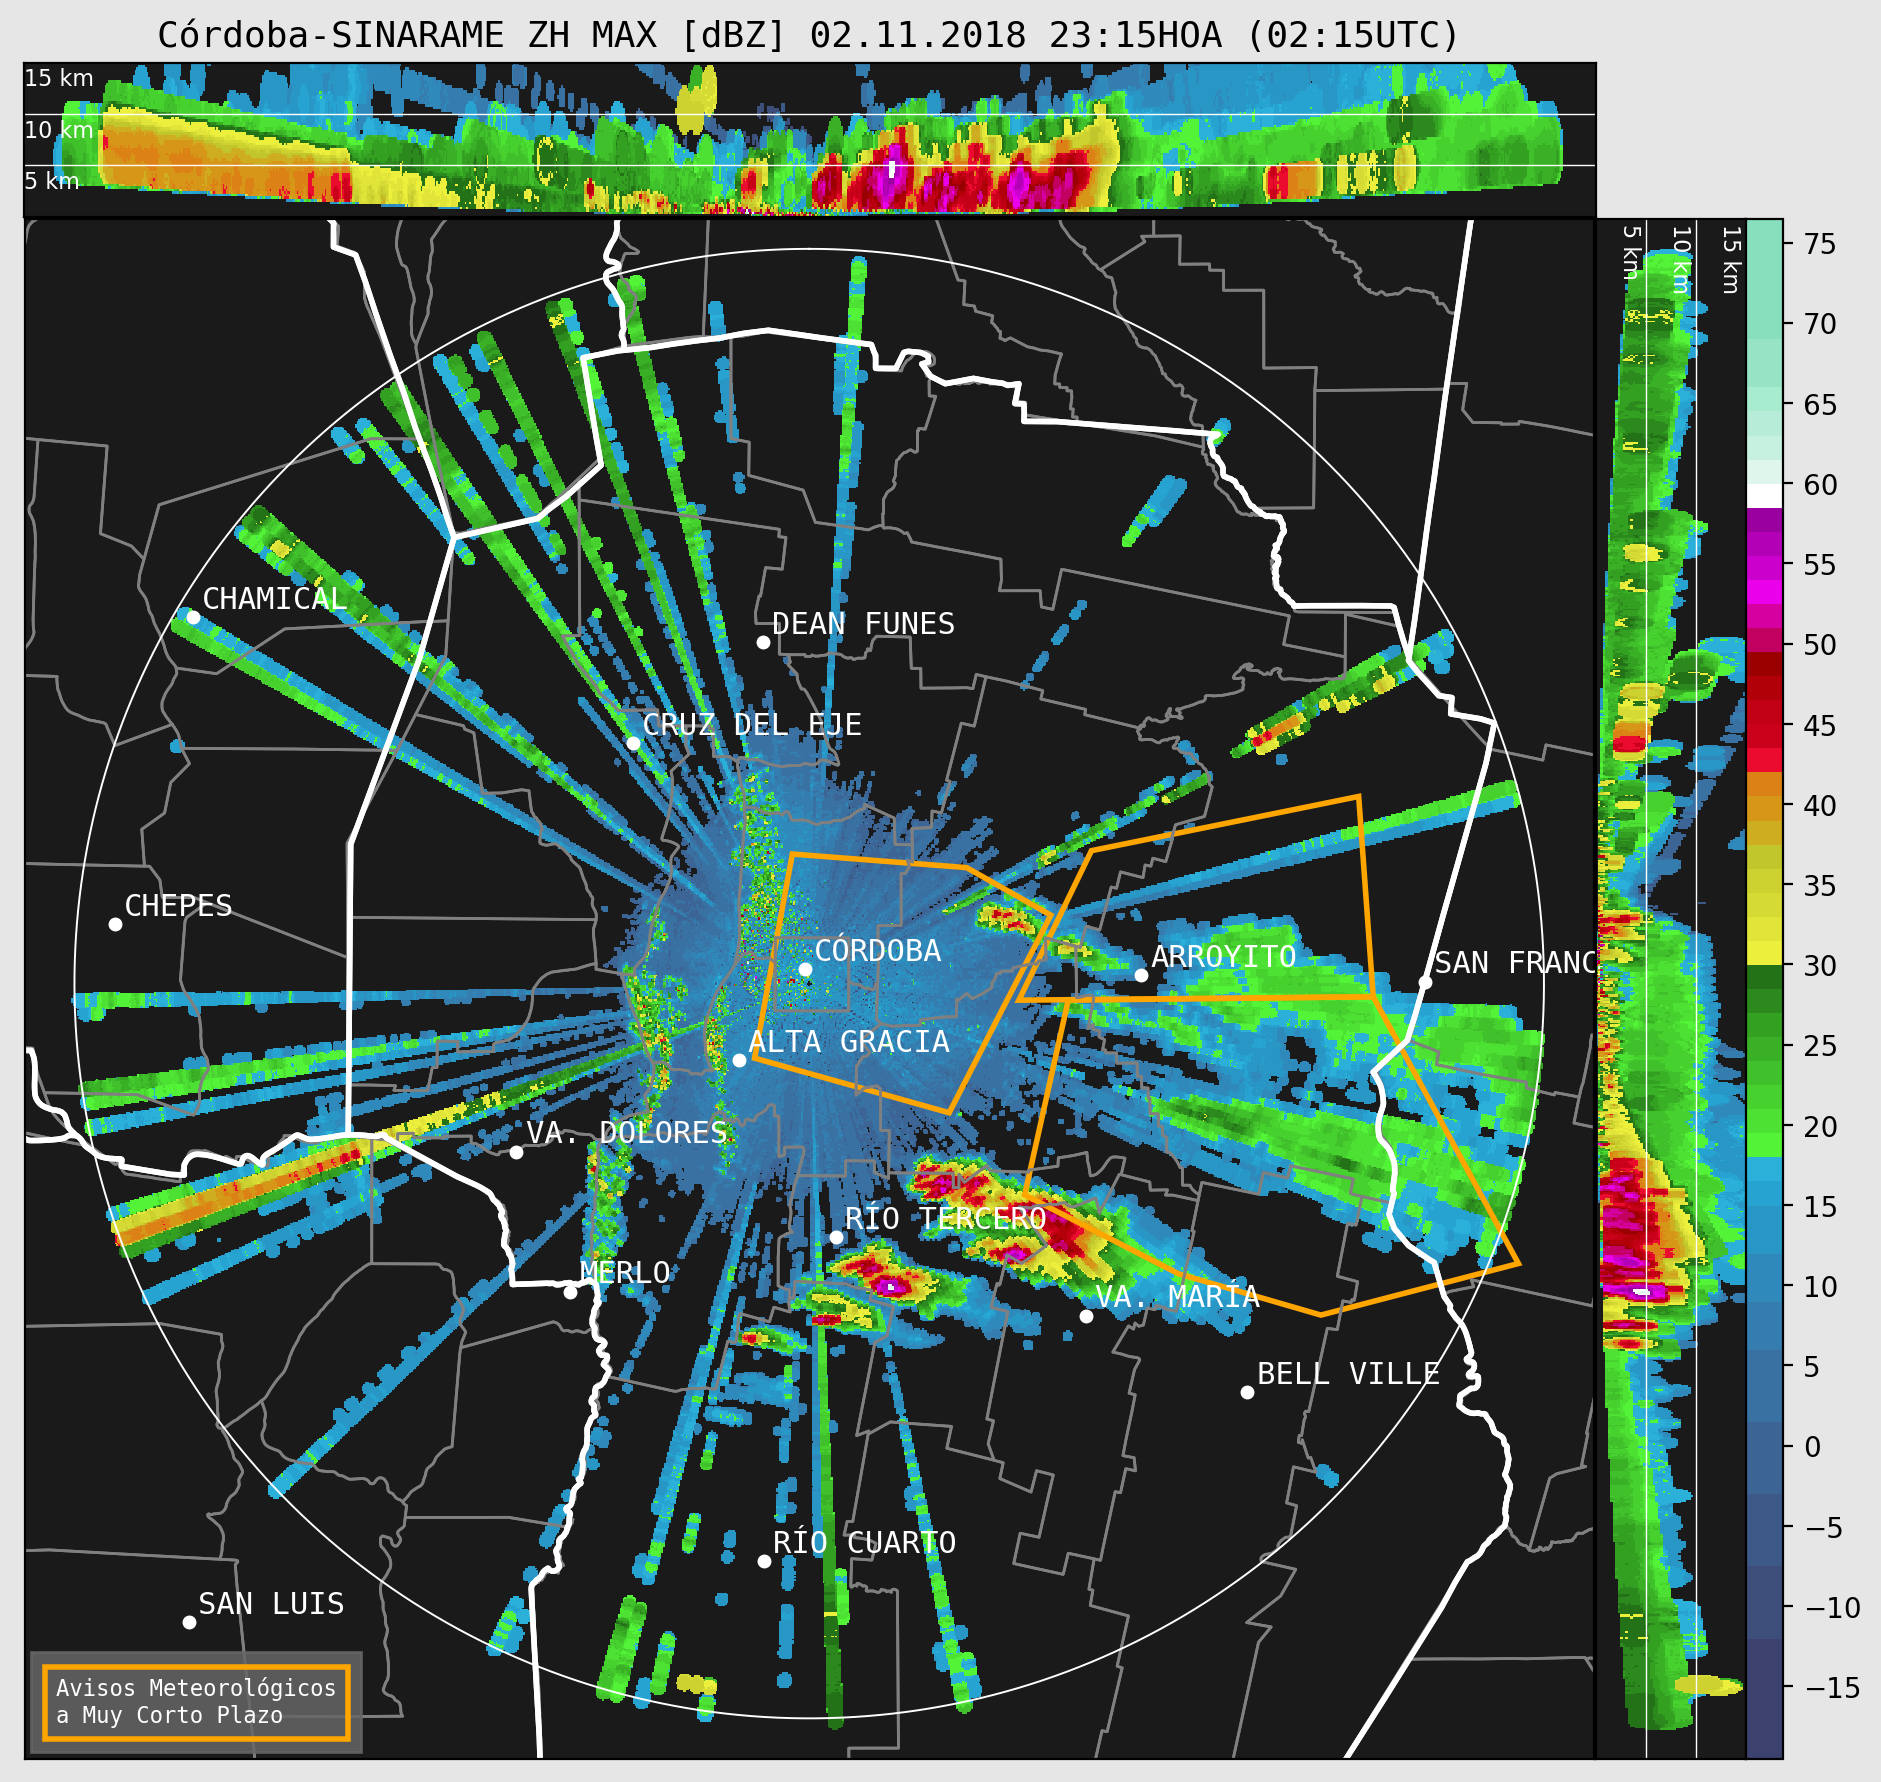 Córdoba-SINARAME ZH MAX [dBZ] 02.11.2018 23:15HOA (02:15UTC)
15 km
10 km
5 km
5 km
10 km
15 km
75
70
65
60
55
50
45
40
35
30
25
20
15
10
5
0
−5
−10
−15
CHAMICAL
DEAN FUNES
CRUZ DEL EJE
CHEPES
CÓRDOBA
ARROYITO
SAN FRANC
ALTA GRACIA
VA. DOLORES
RÍO TERCERO
MERLO
VA. MARÍA
BELL VILLE
RÍO CUARTO
SAN LUIS
Avisos Meteorológicos
a Muy Corto Plazo